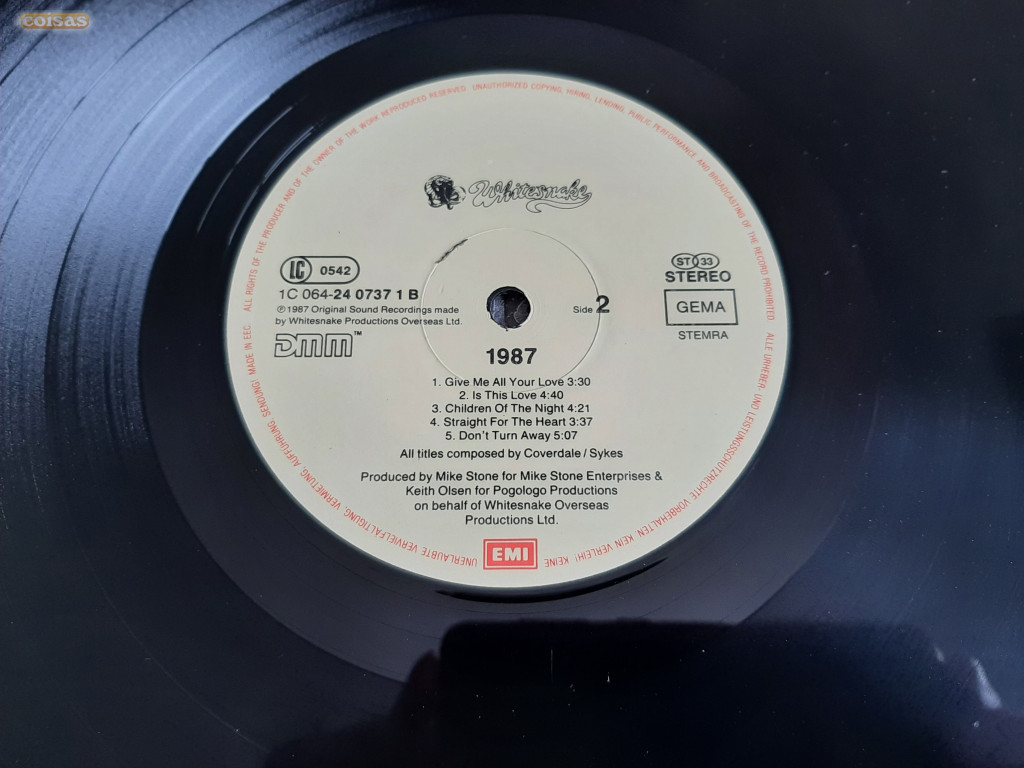 coisas
ALL RIGHTS OF THE PRODUCER AND OF THE OWNER OF THE WORK REPRODUCED RESERVED. UNAUTHORIZED COPYING, HIRING, LENDING, PUBLIC PERFORMANCE AND BROADCASTING OF THE RECORD PROHIBITED
ALLE URHEBER- UND LEISTUNGSSCHUTZRECHTE VORBEHALTEN KEIN VERLEIH! KEINE UNERLAUBTE VERVIELFÄLTIGUNG, VERMIETUNG, AUFFÜHRUNG, SENDUNG! MADE IN EEC.
Whitesnake
LC 0542
1C 064-24 0737 1 B
℗1987 Original Sound Recordings made
by Whitesnake Productions Overseas Ltd.
DMM™
ST 33
STEREO
GEMA
STEMRA
Side 2
1987
1. Give Me All Your Love 3:30
2. Is This Love 4:40
3. Children Of The Night 4:21
4. Straight For The Heart 3:37
5. Don't Turn Away 5:07
All titles composed by Coverdale/Sykes
Produced by Mike Stone for Mike Stone Enterprises &
Keith Olsen for Pogologo Productions
on behalf of Whitesnake Overseas
Productions Ltd.
EMI